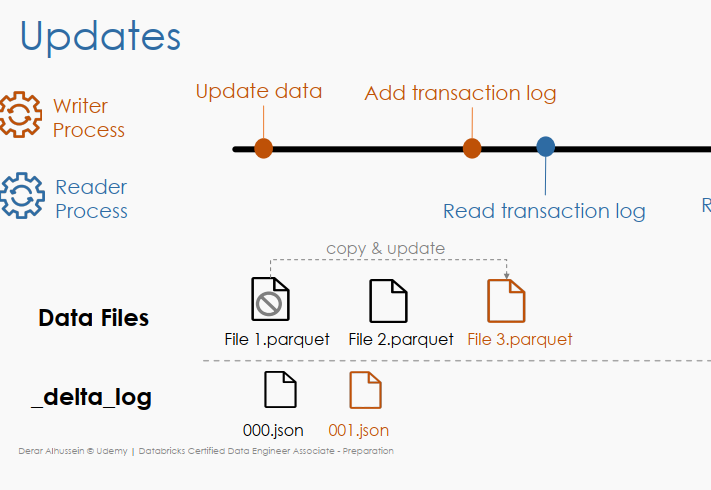 Updates
Update data
Add transaction log
Writer
Process
Reader
Process
Read transaction log
R
copy & update
Data Files
File 1.parquet
File 2.parquet
File 3.parquet
_delta_log
000.json
001.json
Derar Alhussein © Udemy | Databricks Certified Data Engineer Associate - Preparation